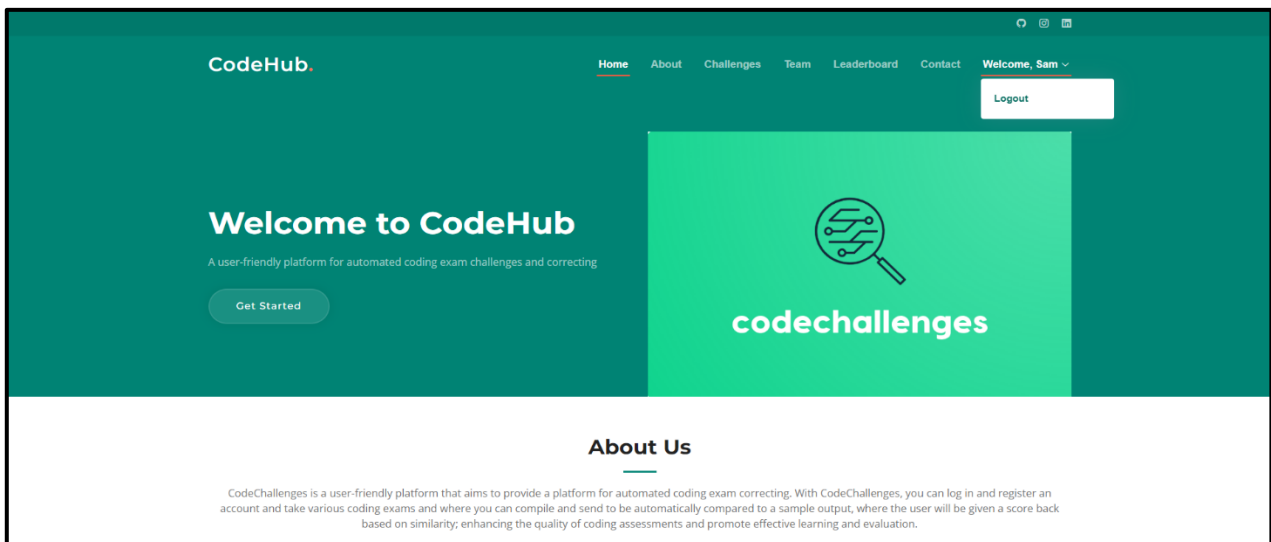 CodeHub.
Home About Challenges Team Leaderboard Contact Welcome, Sam
Logout
Welcome to CodeHub
A user-friendly platform for automated coding exam challenges and correcting
Get Started
codechallenges
About Us
CodeChallenges is a user-friendly platform that aims to provide a platform for automated coding exam correcting. With CodeChallenges, you can log in and register an
account and take various coding exams and where you can compile and send to be automatically compared to a sample output, where the user will be given a score back
based on similarity; enhancing the quality of coding assessments and promote effective learning and evaluation.